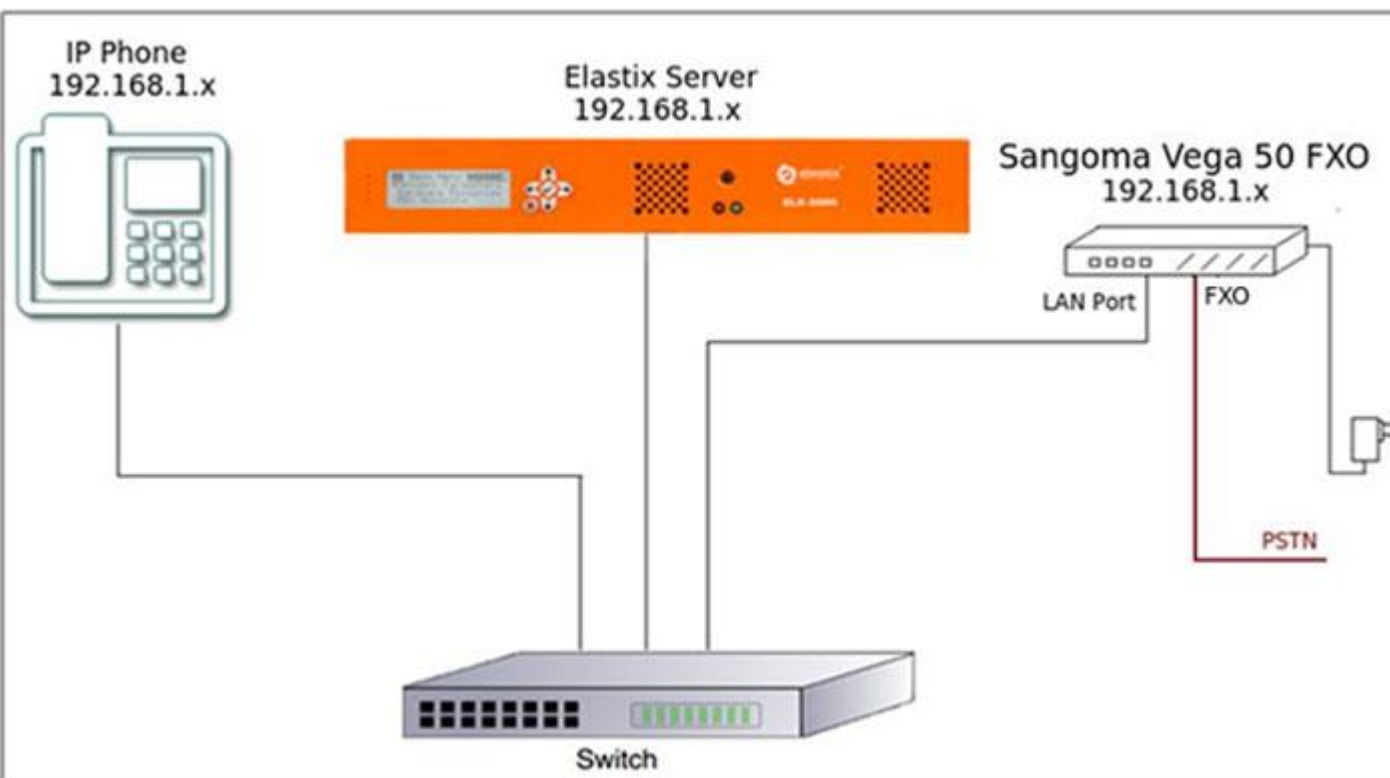 IP Phone
192.168.1.x
Elastix Server
192.168.1.x
elastix
Sangoma Vega 50 FXO
192.168.1.x
LAN Port
FXO
PSTN
Switch